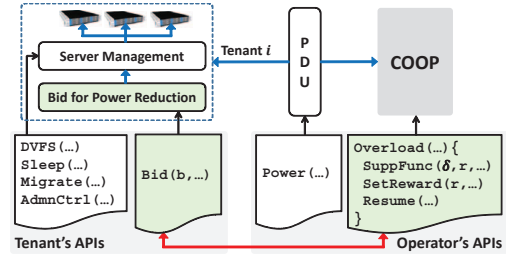 Server Management
Tenant i
P
D
U
COOP
Bid for Power Reduction
DVFS(…)
Sleep(…)
Migrate(…)
AdmnCtrl(…)
Bid(b,…)
Power(…)
Overload(…){
SuppFunc(δ,r,…)
SetReward(r,…)
Resume(…)
}
Tenant's APIs
Operator's APIs